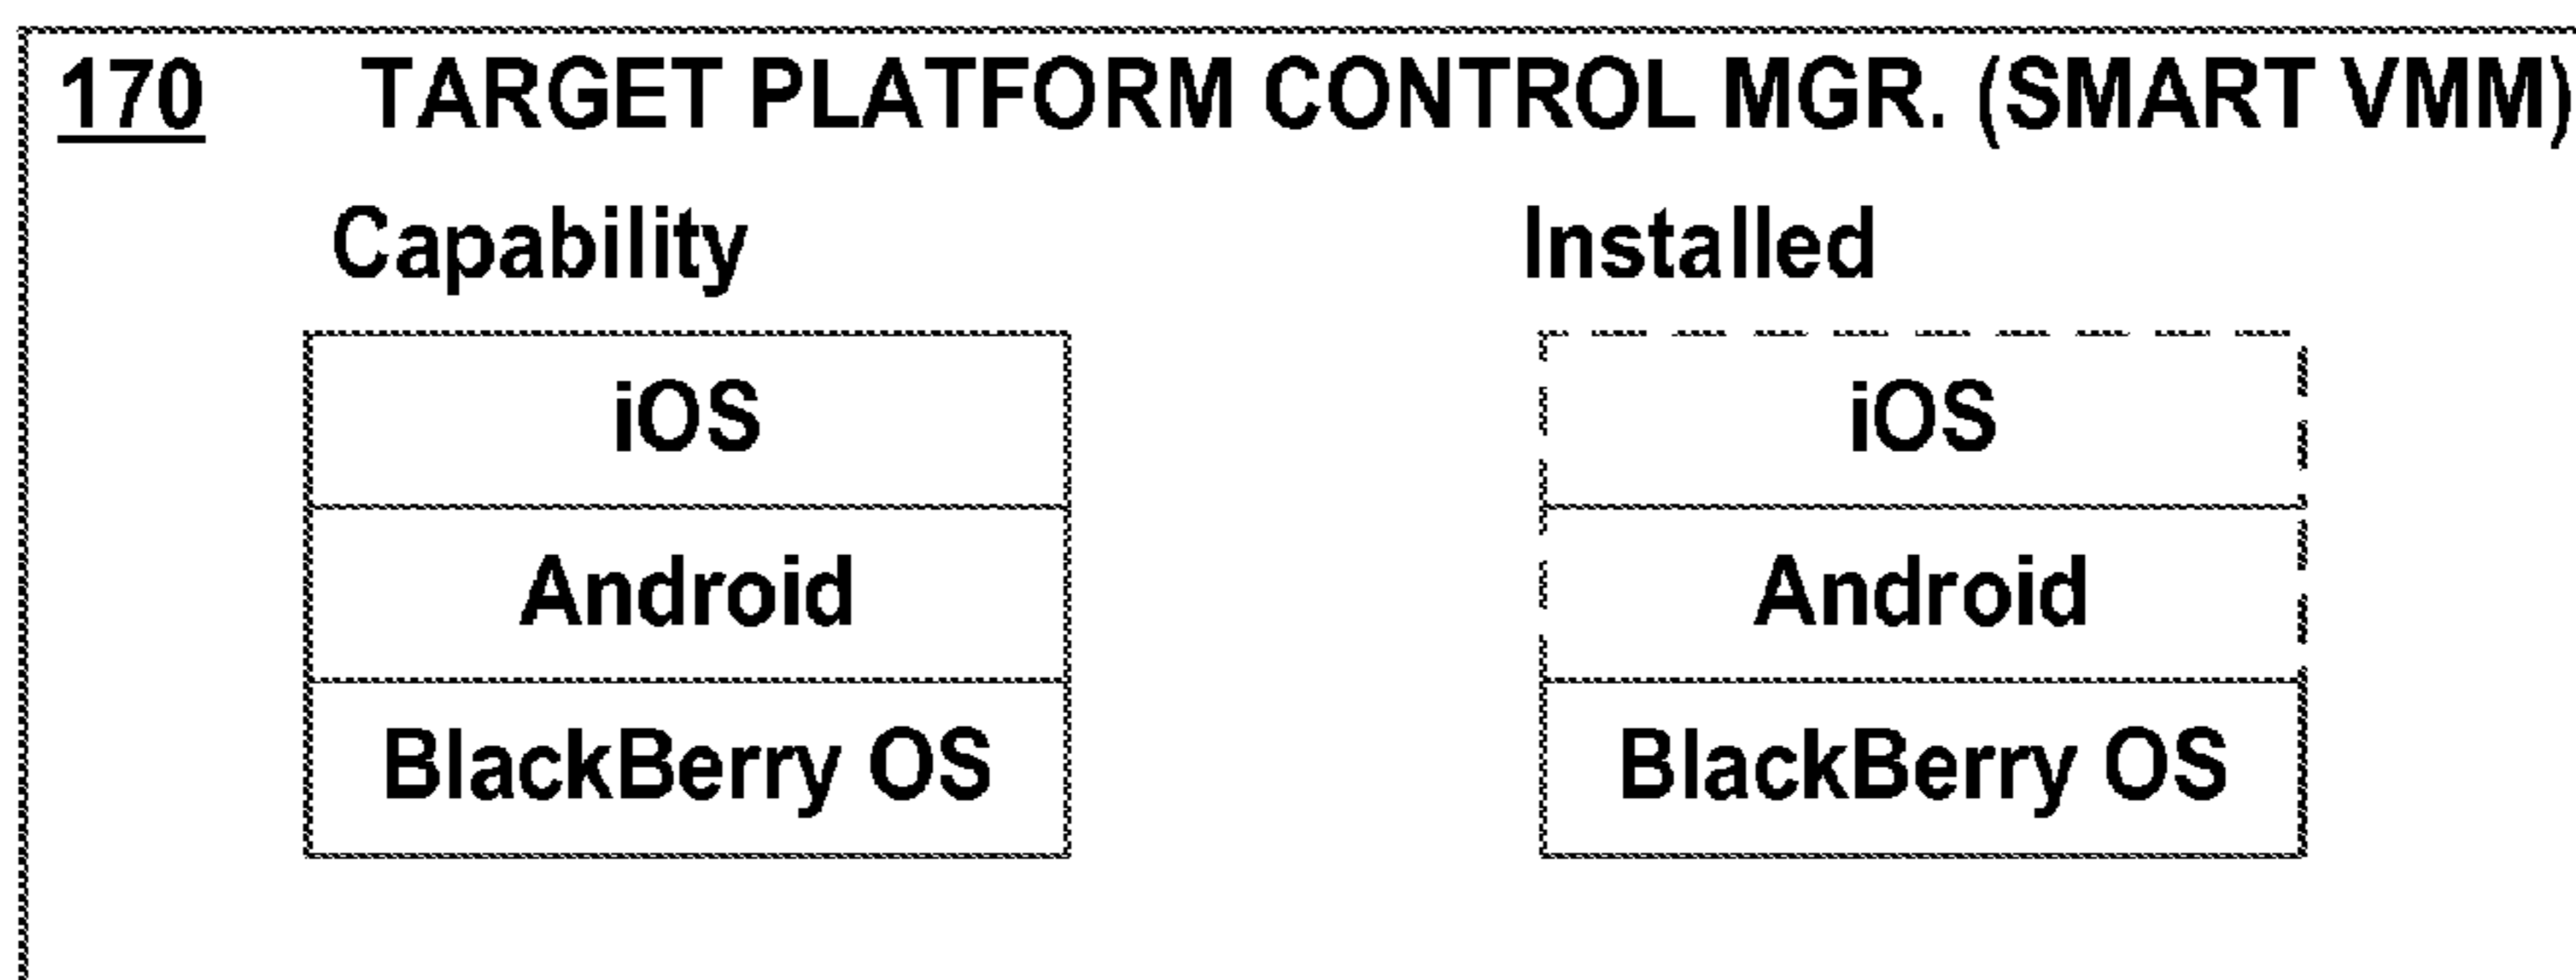 170 TARGET PLATFORM CONTROL MGR. (SMART VMM)
Capability Installed
iOS iOS
Android Android
BlackBerry OS BlackBerry OS